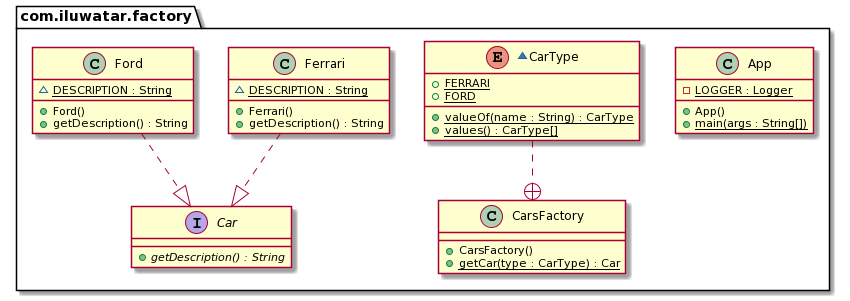 com.iluwatar.factory
C Ford
DESCRIPTION : String
Ford()
getDescription() : String
C Ferrari
DESCRIPTION : String
Ferrari()
getDescription() : String
E CarType
FERRARI
FORD
valueOf(name : String) : CarType
values() : CarType[]
C App
LOGGER : Logger
App()
main(args : String[])
I Car
getDescription() : String
C CarsFactory
CarsFactory()
getCar(type : CarType) : Car